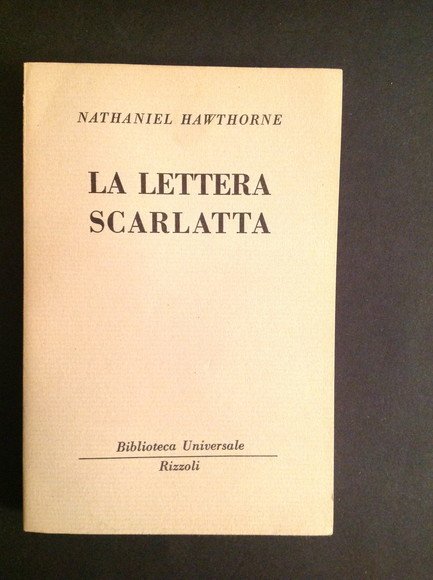 NATHANIEL HAWTHORNE
LA LETTERA
SCARLATTA
Biblioteca Universale
Rizzoli